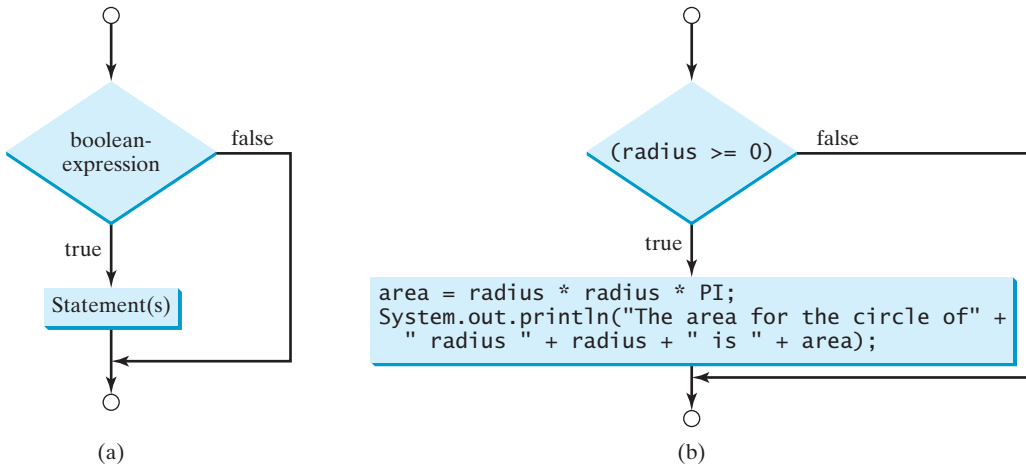 boolean-
expression
false
true
Statement(s)
(a)
(radius >= 0)
false
true
area = radius * radius * PI;
System.out.println("The area for the circle of" +
" radius " + radius + " is " + area);
(b)